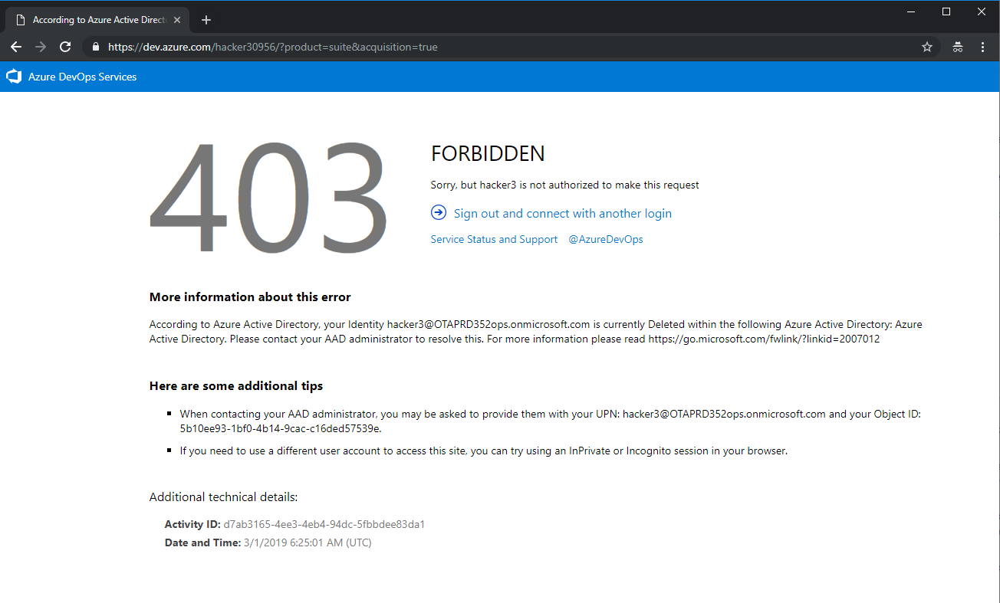 According to Azure Active Direct
https://dev.azure.com/hacker30956/?product=suite&acquisition=true
Azure DevOps Services
403
FORBIDDEN
Sorry, but hacker3 is not authorized to make this request
Sign out and connect with another login
Service Status and Support @AzureDevOps
More information about this error
According to Azure Active Directory, your Identity hacker3@OTAPRD352ops.onmicrosoft.com is currently Deleted within the following Azure Active Directory: Azure
Active Directory. Please contact your AAD administrator to resolve this. For more information please read https://go.microsoft.com/fwlink/?linkid=2007012
Here are some additional tips
When contacting your AAD administrator, you may be asked to provide them with your UPN: hacker3@OTAPRD352ops.onmicrosoft.com and your Object ID:
5b10ee93-1bf0-4b14-9cac-c16ded57539e.
If you need to use a different user account to access this site, you can try using an InPrivate or Incognito session in your browser.
Additional technical details:
Activity ID: d7ab3165-4ee3-4eb4-94dc-5fbbdee83da1
Date and Time: 3/1/2019 6:25:01 AM (UTC)